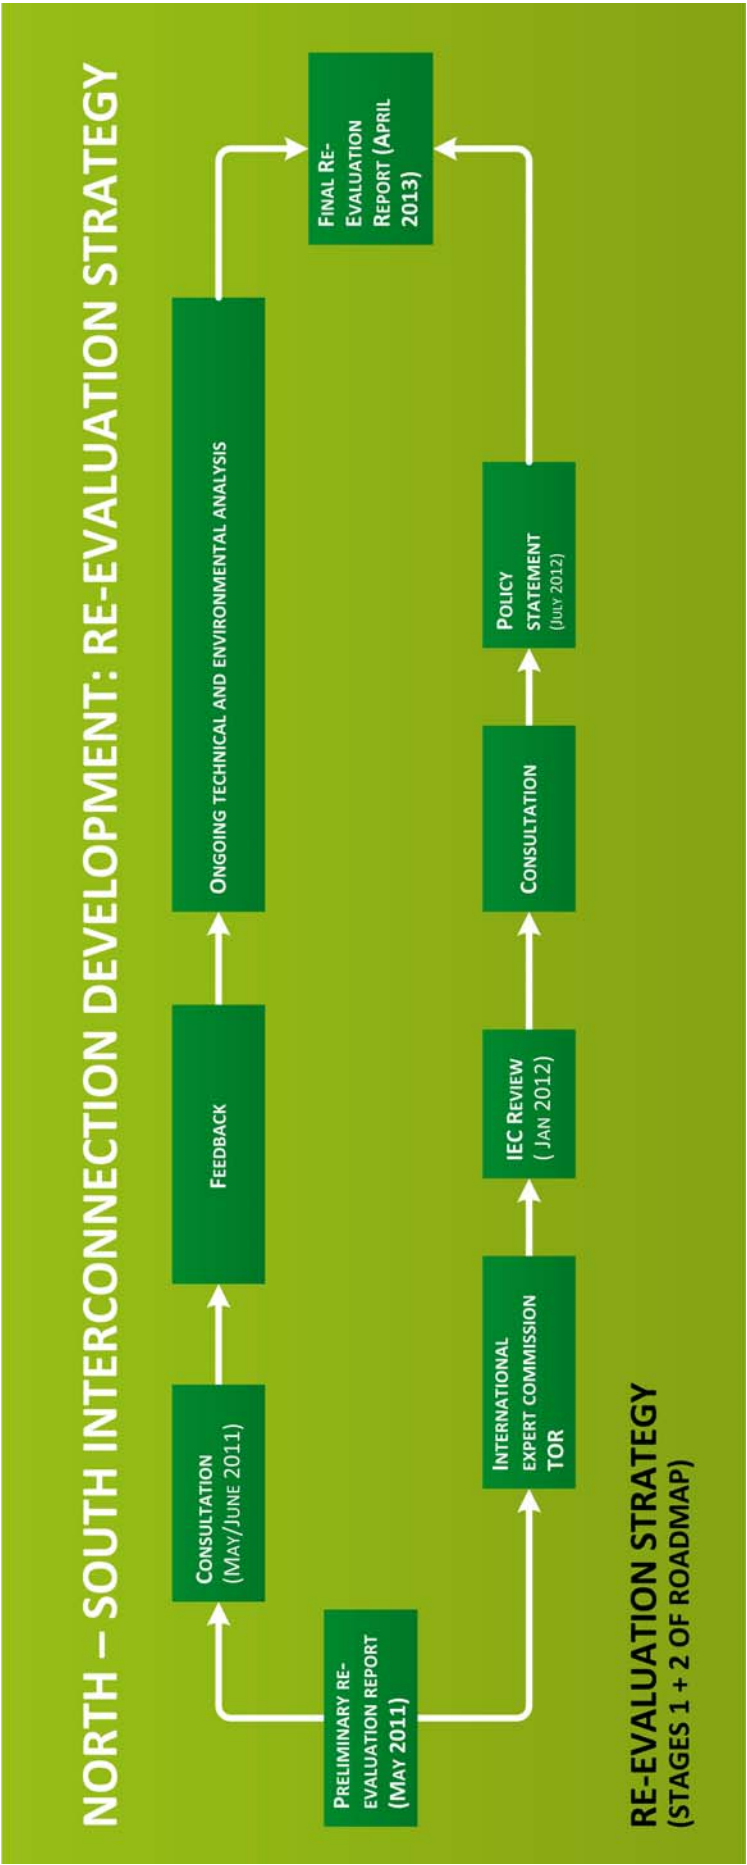 NORTH – SOUTH INTERCONNECTION DEVELOPMENT: RE-EVALUATION STRATEGY
PRELIMINARY RE-
EVALUATION REPORT
(MAY 2011)
CONSULTATION
(MAY/JUNE 2011)
FEEDBACK
ONGOING TECHNICAL AND ENVIRONMENTAL ANALYSIS
INTERNATIONAL
EXPERT COMMISSION
TOR
IEC REVIEW
( JAN 2012)
CONSULTATION
POLICY
STATEMENT
(JULY 2012)
FINAL RE-
EVALUATION
REPORT (APRIL
2013)
RE-EVALUATION STRATEGY
(STAGES 1 + 2 OF ROADMAP)